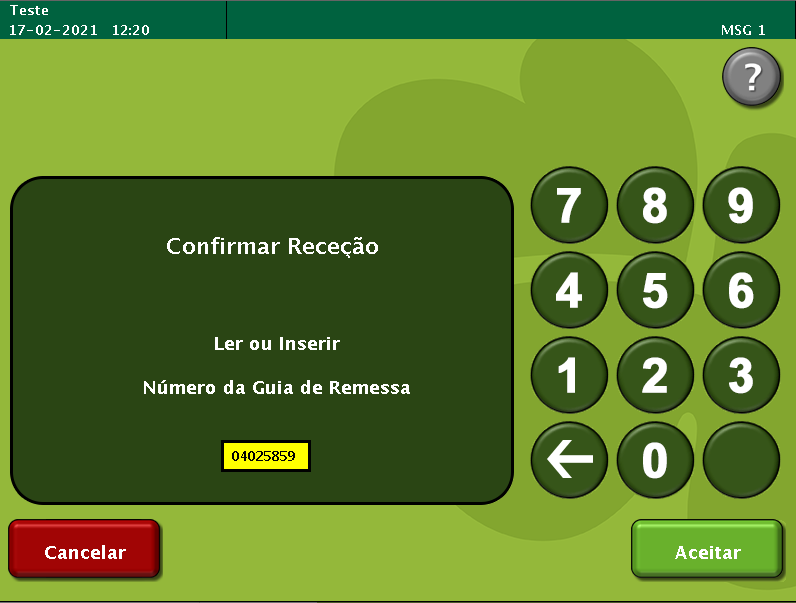 Teste
17-02-2021 12:20
MSG 1
?
Confirmar Receção
Ler ou Inserir
Número da Guia de Remessa
04025859
7 8 9
4 5 6
1 2 3
← 0
Cancelar
Aceitar